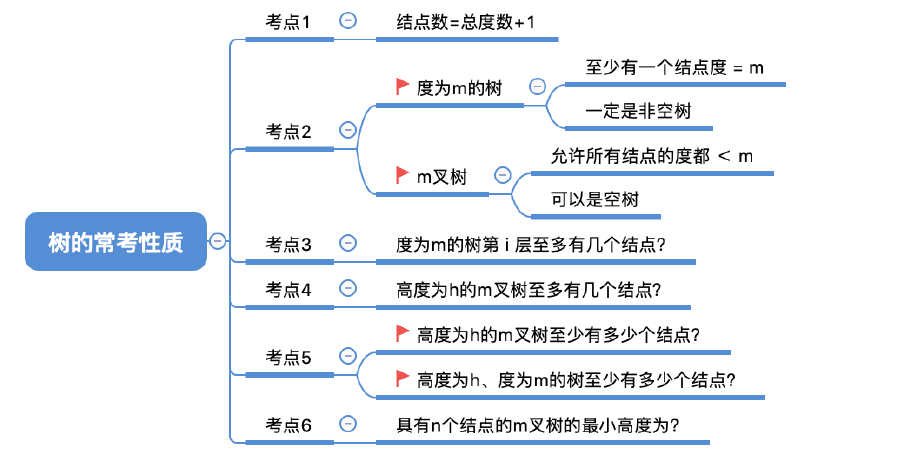 树的常考性质
考点1
结点数=总度数+1
考点2
度为m的树
至少有一个结点度 = m
一定是非空树
m叉树
允许所有结点的度都 < m
可以是空树
考点3
度为m的树第 i 层至多有几个结点?
考点4
高度为h的m叉树至多有几个结点?
考点5
高度为h的m叉树至少有多少个结点?
高度为h、度为m的树至少有多少个结点?
考点6
具有n个结点的m叉树的最小高度为?